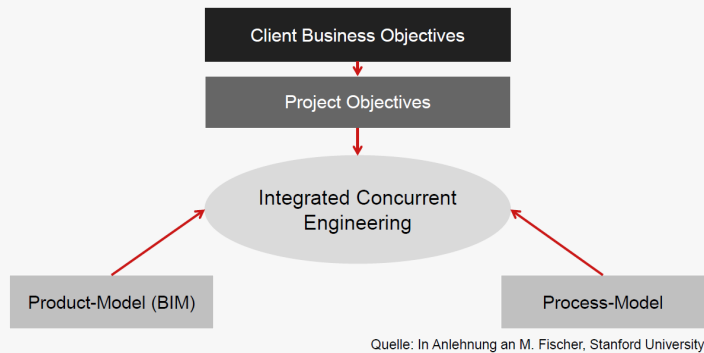 Client Business Objectives
Project Objectives
Integrated Concurrent
Engineering
Product-Model (BIM)
Process-Model
Quelle: In Anlehnung an M. Fischer, Stanford University